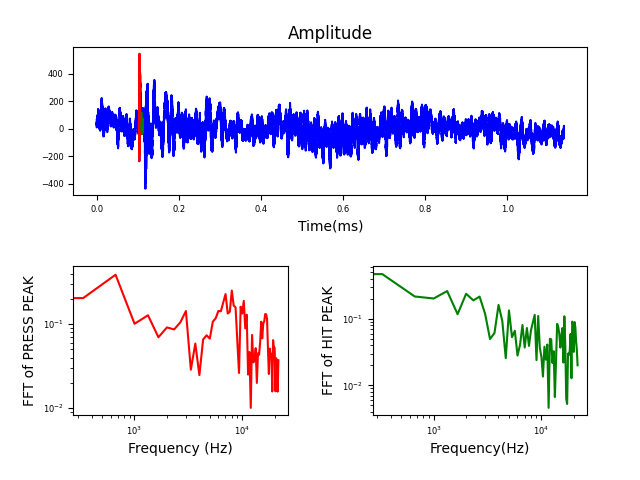 Amplitude
400
200
0
−200
−400
0.0 0.2 0.4 0.6 0.8 1.0
Time(ms)
FFT of PRESS PEAK
10⁻¹
10⁻²
10³ 10⁴
Frequency (Hz)
FFT of HIT PEAK
10⁻¹
10⁻²
10³ 10⁴
Frequency(Hz)